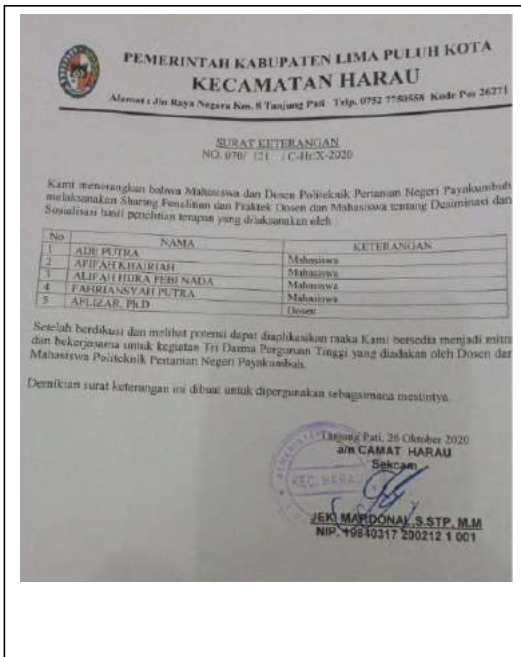 PEMERINTAH KABUPATEN LIMA PULUH KOTA
KECAMATAN HARAU
Alamat : Jln Raya Negara Km. 8 Tanjung Pati Telp. 0752 7750558 Kode Pos 26271
SURAT KETERANGAN
NO. 070/ 121 / C-Hr/X-2020
Kami menerangkan bahwa Mahasiswa dan Dosen Politeknik Pertanian Negeri Payakumbuh
melaksanakan Sharing Penelitian dan Praktek Dosen dan Mahasiswa tentang Desiminasi dan
Sosialisasi hasil penelitian terapan yang dilaksanakan oleh :
No NAMA KETERANGAN
1 ADE PUTRA Mahasiswa
2 AFIFAH KHAIRIAH Mahasiswa
3 ALIFAH HDRA FEBI NADA Mahasiswa
4 FAHRIANSYAH PUTRA Mahasiswa
5 AFLIZAR, Ph.D Dosen
Setelah berdikusi dan melihat potensi dapat diaplikasikan maka Kami bersedia menjadi mitra
dan bekerjasama untuk kegiatan Tri Darma Perguruan Tinggi yang diadakan oleh Dosen dan
Mahasiswa Politeknik Pertanian Negeri Payakumbuh.
Demikian surat keterangan ini dibuat untuk dipergunakan sebagaimana mestinya.
Tanjung Pati, 26 Oktober 2020
a/n CAMAT HARAU
Sekcam
KEC. HARAU
JEKI MARDONAL, S.STP, M.M
NIP. 19840317 200212 1 001